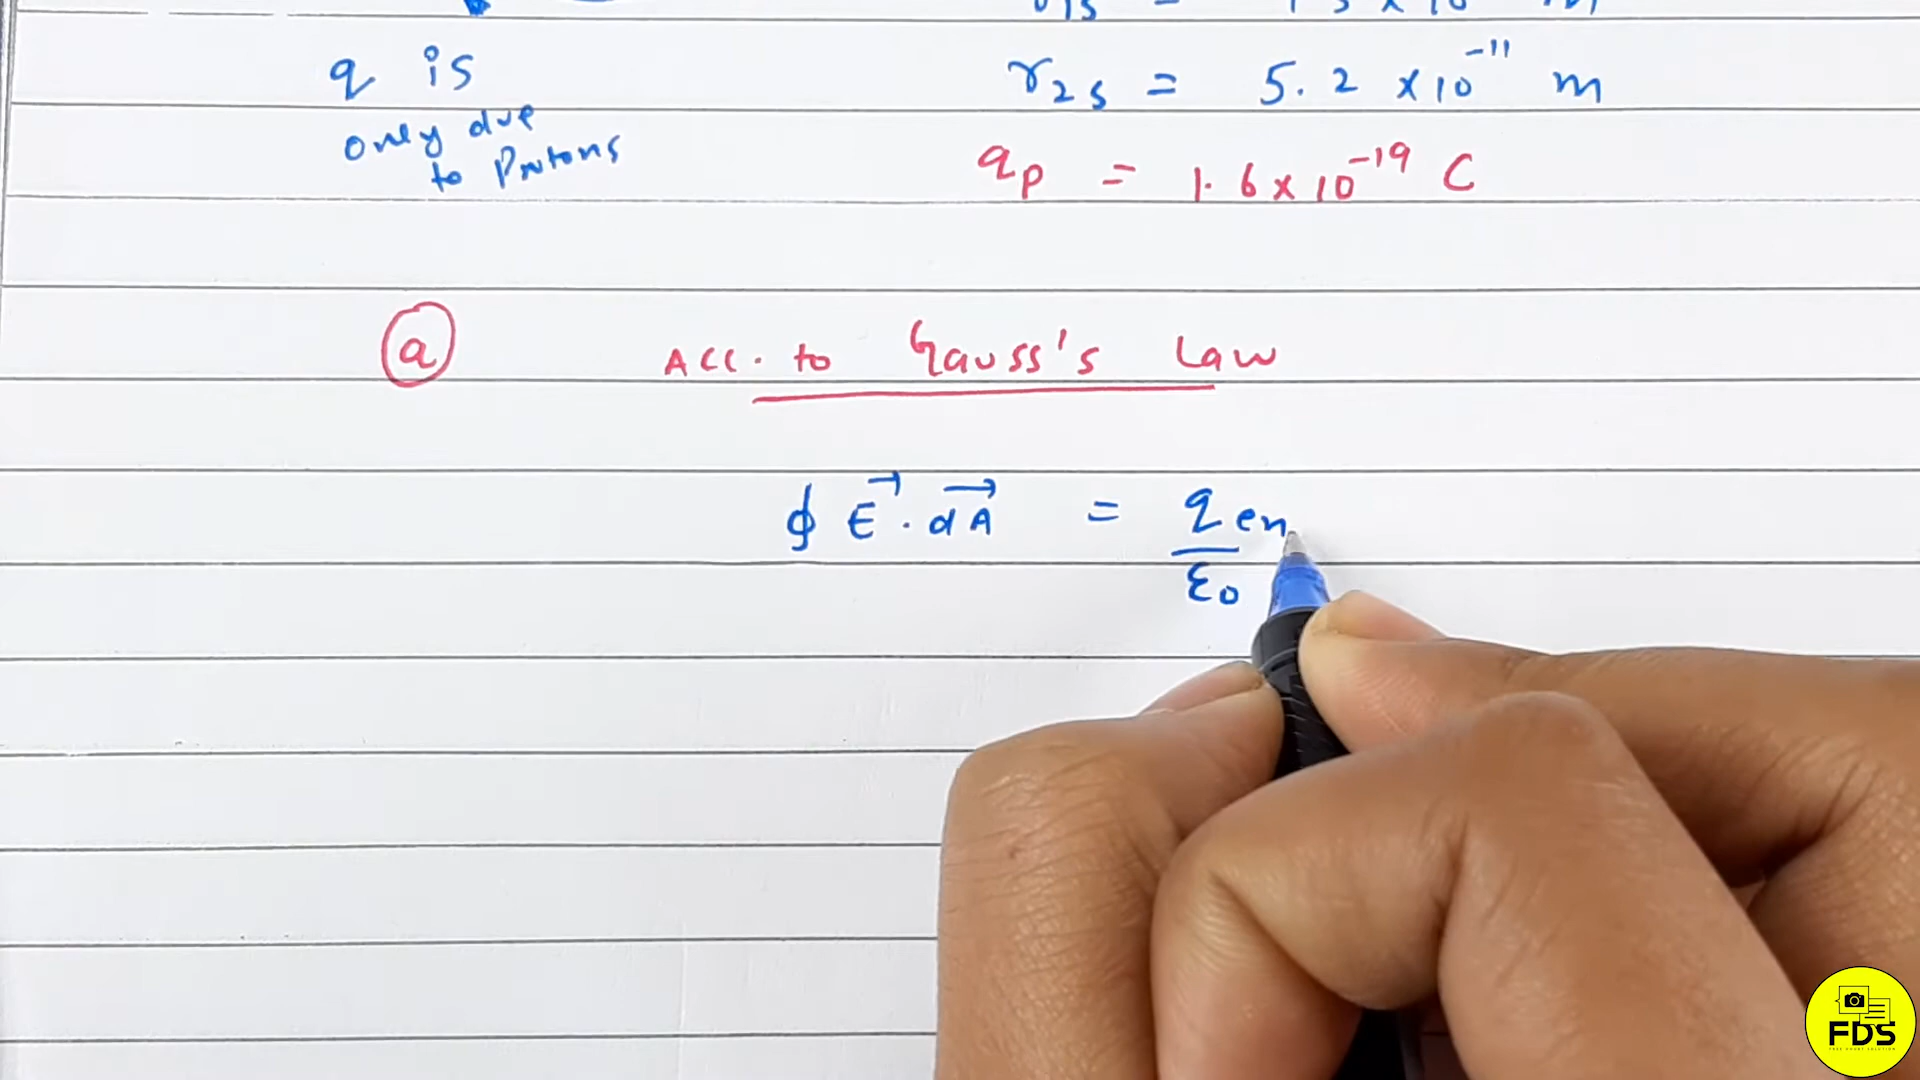 q is
only due
to Protons
r2s = 5.2 × 10⁻¹¹ m
qp = 1.6 × 10⁻¹⁹ C
a
Acc. to Gauss's Law
∮ E⃗ . dA⃗ = q en
ε0
FDS